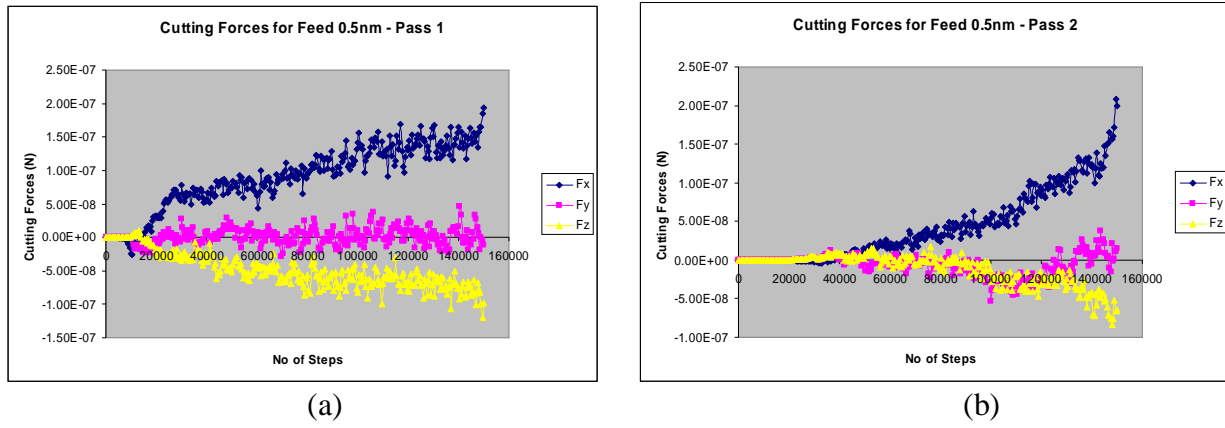 Cutting Forces for Feed 0.5nm - Pass 1
2.50E-07
2.00E-07
1.50E-07
1.00E-07
5.00E-08
0.00E+00
-5.00E-08
-1.00E-07
-1.50E-07
0 20000 40000 60000 80000 100000 120000 140000 160000
Cutting Forces (N)
No of Steps
Fx
Fy
Fz
(a)
Cutting Forces for Feed 0.5nm - Pass 2
2.50E-07
2.00E-07
1.50E-07
1.00E-07
5.00E-08
0.00E+00
-5.00E-08
-1.00E-07
0 20000 40000 60000 80000 100000 120000 140000 160000
Cutting Forces (N)
No of Steps
Fx
Fy
Fz
(b)